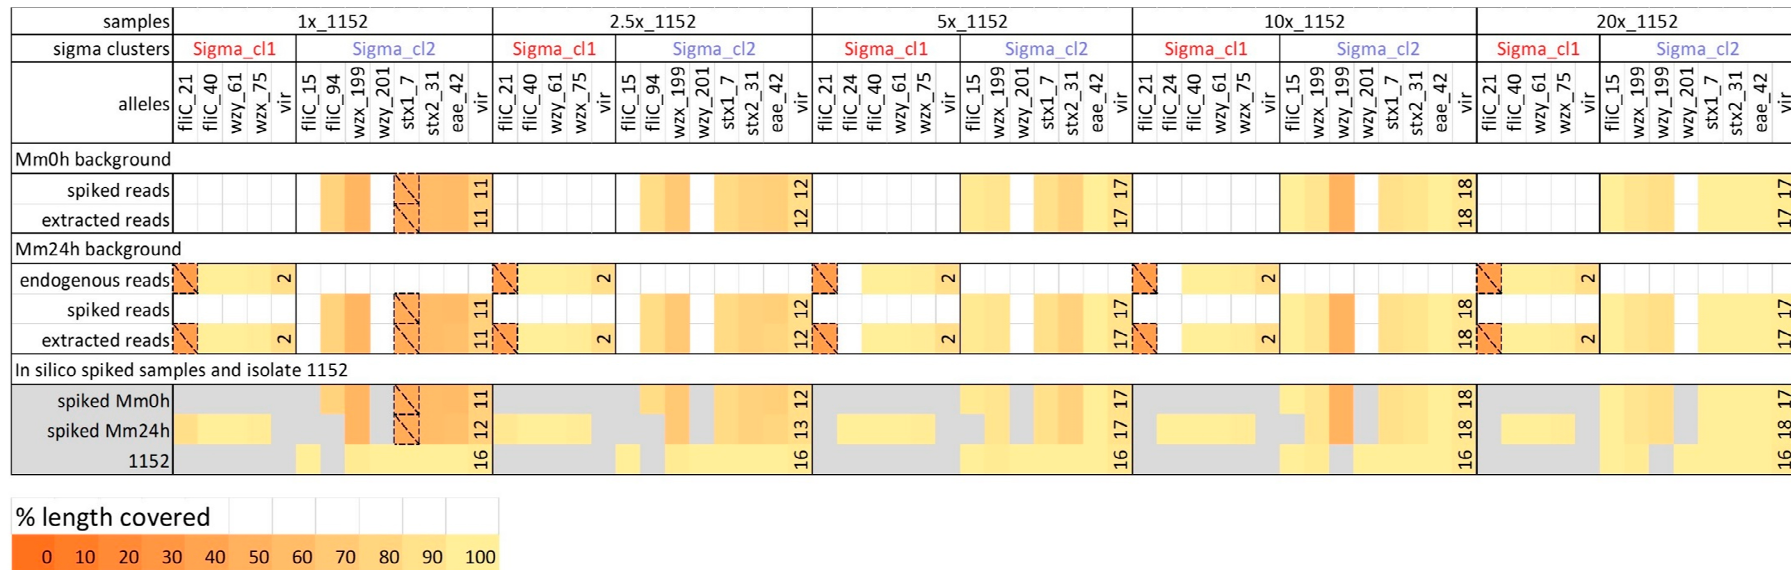 samples 1x_1152 2.5x_1152 5x_1152 10x_1152 20x_1152
sigma clusters Sigma_cl1 Sigma_cl2 Sigma_cl1 Sigma_cl2 Sigma_cl1 Sigma_cl2 Sigma_cl1 Sigma_cl2 Sigma_cl1 Sigma_cl2
alleles fliC_21 fliC_40 wzy_61 wzx_75 vir fliC_15 fliC_94 wzx_199 wzy_201 stx1_7 stx2_31 eae_42 vir fliC_21 fliC_40 wzy_61 wzx_75 vir fliC_15 fliC_94 wzx_199 wzy_201 stx1_7 stx2_31 eae_42 vir fliC_21 fliC_24 fliC_40 wzy_61 wzx_75 vir fliC_15 wzx_199 wzy_201 stx1_7 stx2_31 eae_42 vir fliC_21 fliC_24 fliC_40 wzy_61 wzx_75 vir fliC_15 wzx_199 wzy_199 wzy_201 stx1_7 stx2_31 eae_42 vir fliC_21 fliC_40 wzy_61 wzx_75 vir fliC_15 wzx_199 wzy_199 wzy_201 stx1_7 stx2_31 eae_42 vir
Mm0h background
spiked reads 11 12 17 18 17
extracted reads 11 12 17 18 17
Mm24h background
endogenous reads 2 2 2 2 2
spiked reads 11 12 17 18 17
extracted reads 2 11 2 12 2 17 2 18 2 17
In silico spiked samples and isolate 1152
spiked Mm0h 11 12 17 18 17
spiked Mm24h 12 13 17 18 18
1152 16 16 16 16 16
% length covered
0 10 20 30 40 50 60 70 80 90 100